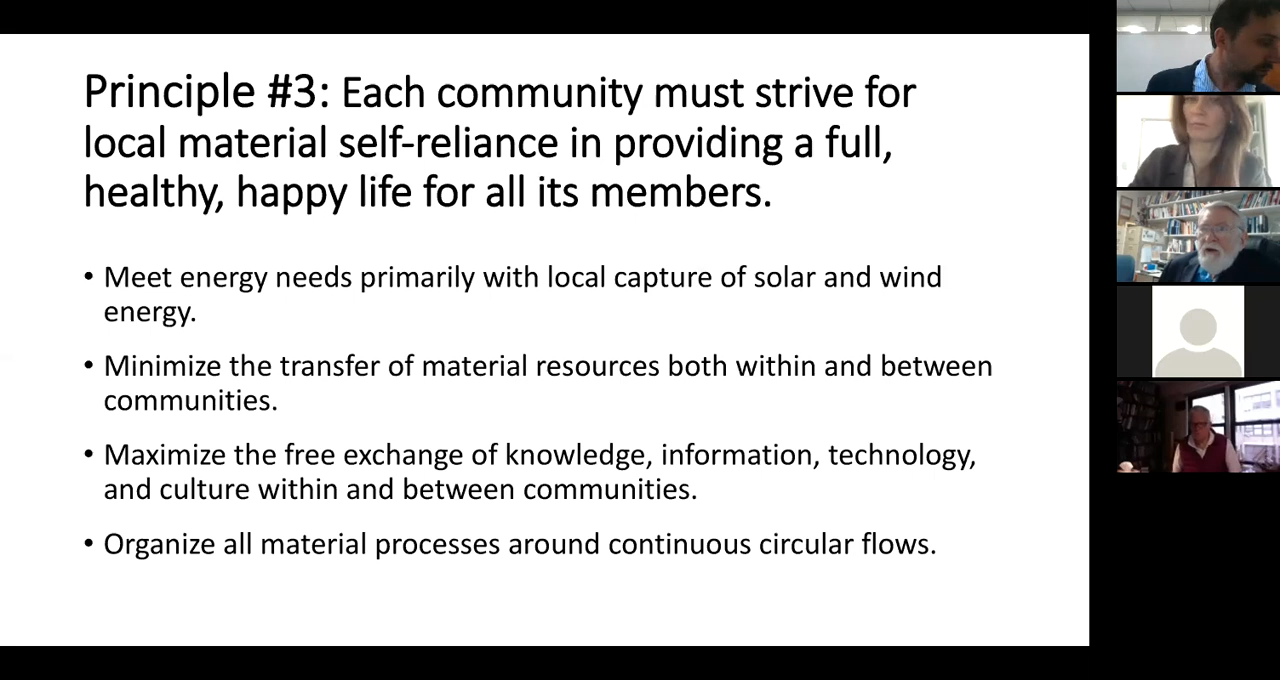 Principle #3: Each community must strive for
local material self-reliance in providing a full,
healthy, happy life for all its members.
• Meet energy needs primarily with local capture of solar and wind
energy.
• Minimize the transfer of material resources both within and between
communities.
• Maximize the free exchange of knowledge, information, technology,
and culture within and between communities.
• Organize all material processes around continuous circular flows.